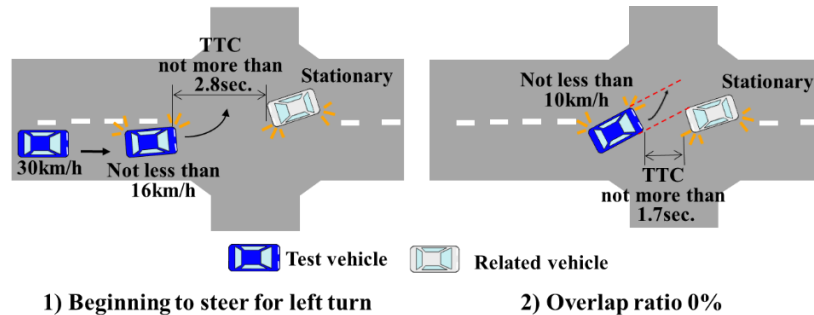 TTC
not more than
2.8sec.
Stationary
30km/h
Not less than
16km/h
Not less than
10km/h
Stationary
TTC
not more than
1.7sec.
Test vehicle
Related vehicle
1) Beginning to steer for left turn
2) Overlap ratio 0%